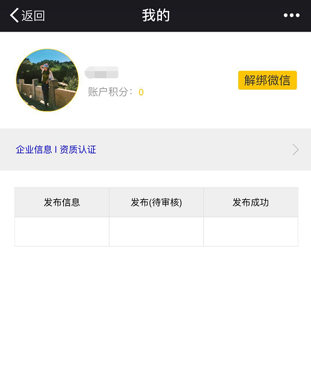 返回
我的
解绑微信
账户积分：0
企业信息 | 资质认证
发布信息
发布(待审核)
发布成功